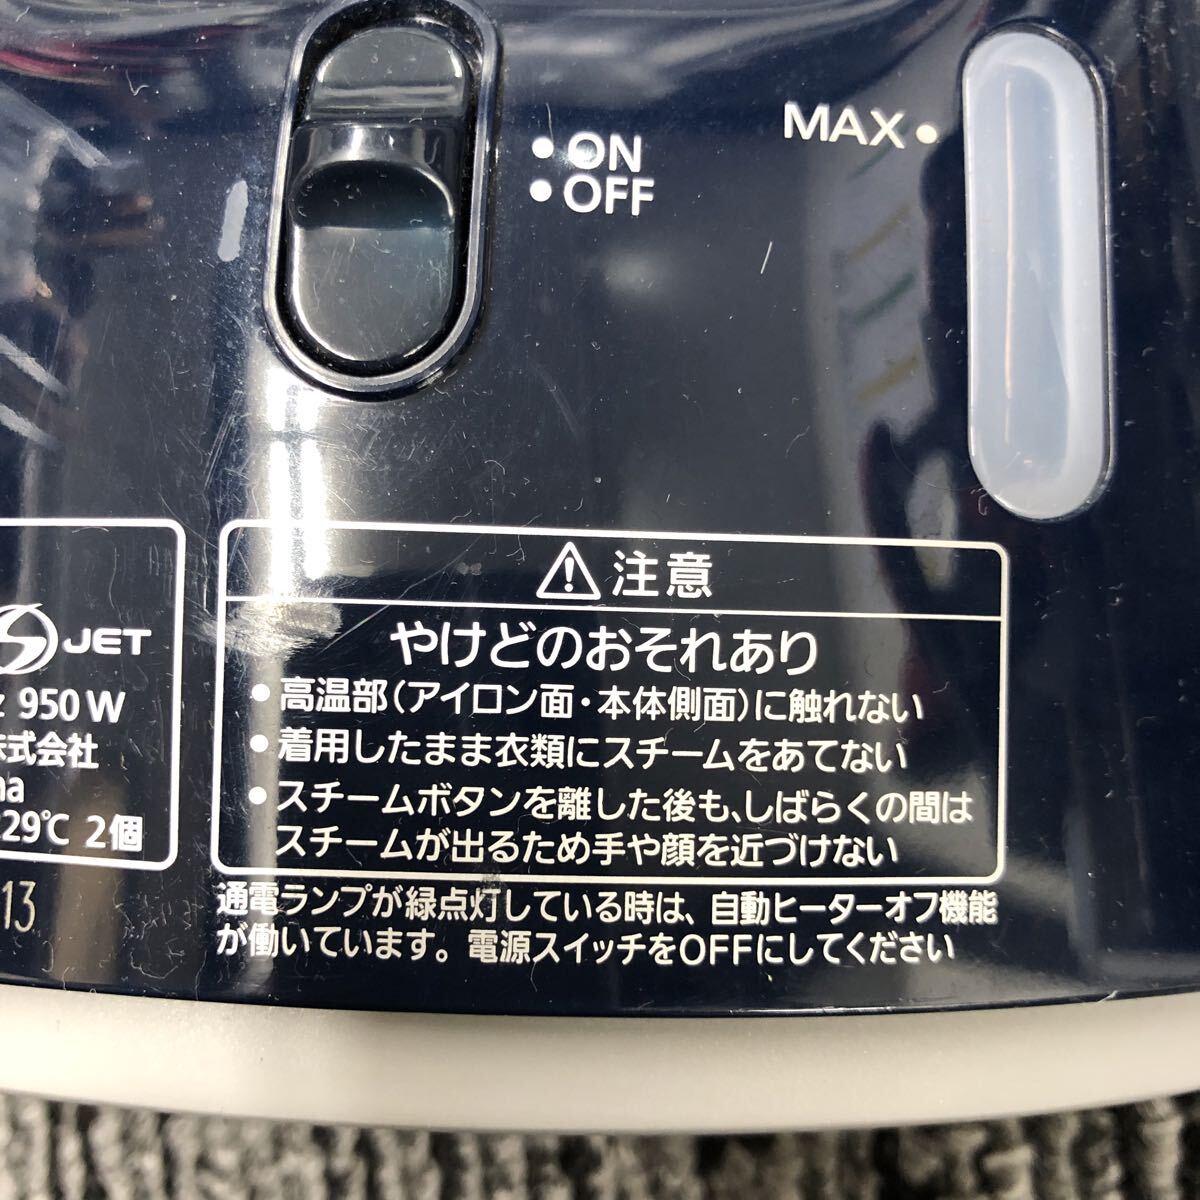 ON
OFF
MAX
注意
やけどのおそれあり
• 高温部(アイロン面・本体側面)に触れない
• 着用したまま衣類にスチームをあてない
• スチームボタンを離した後も、しばらくの間は
スチームが出るため手や顔を近づけない
通電ランプが緑点灯している時は、自動ヒーターオフ機能
が働いています。電源スイッチをOFFにしてください
JET
z 950W
式会社
na
29℃ 2個
13